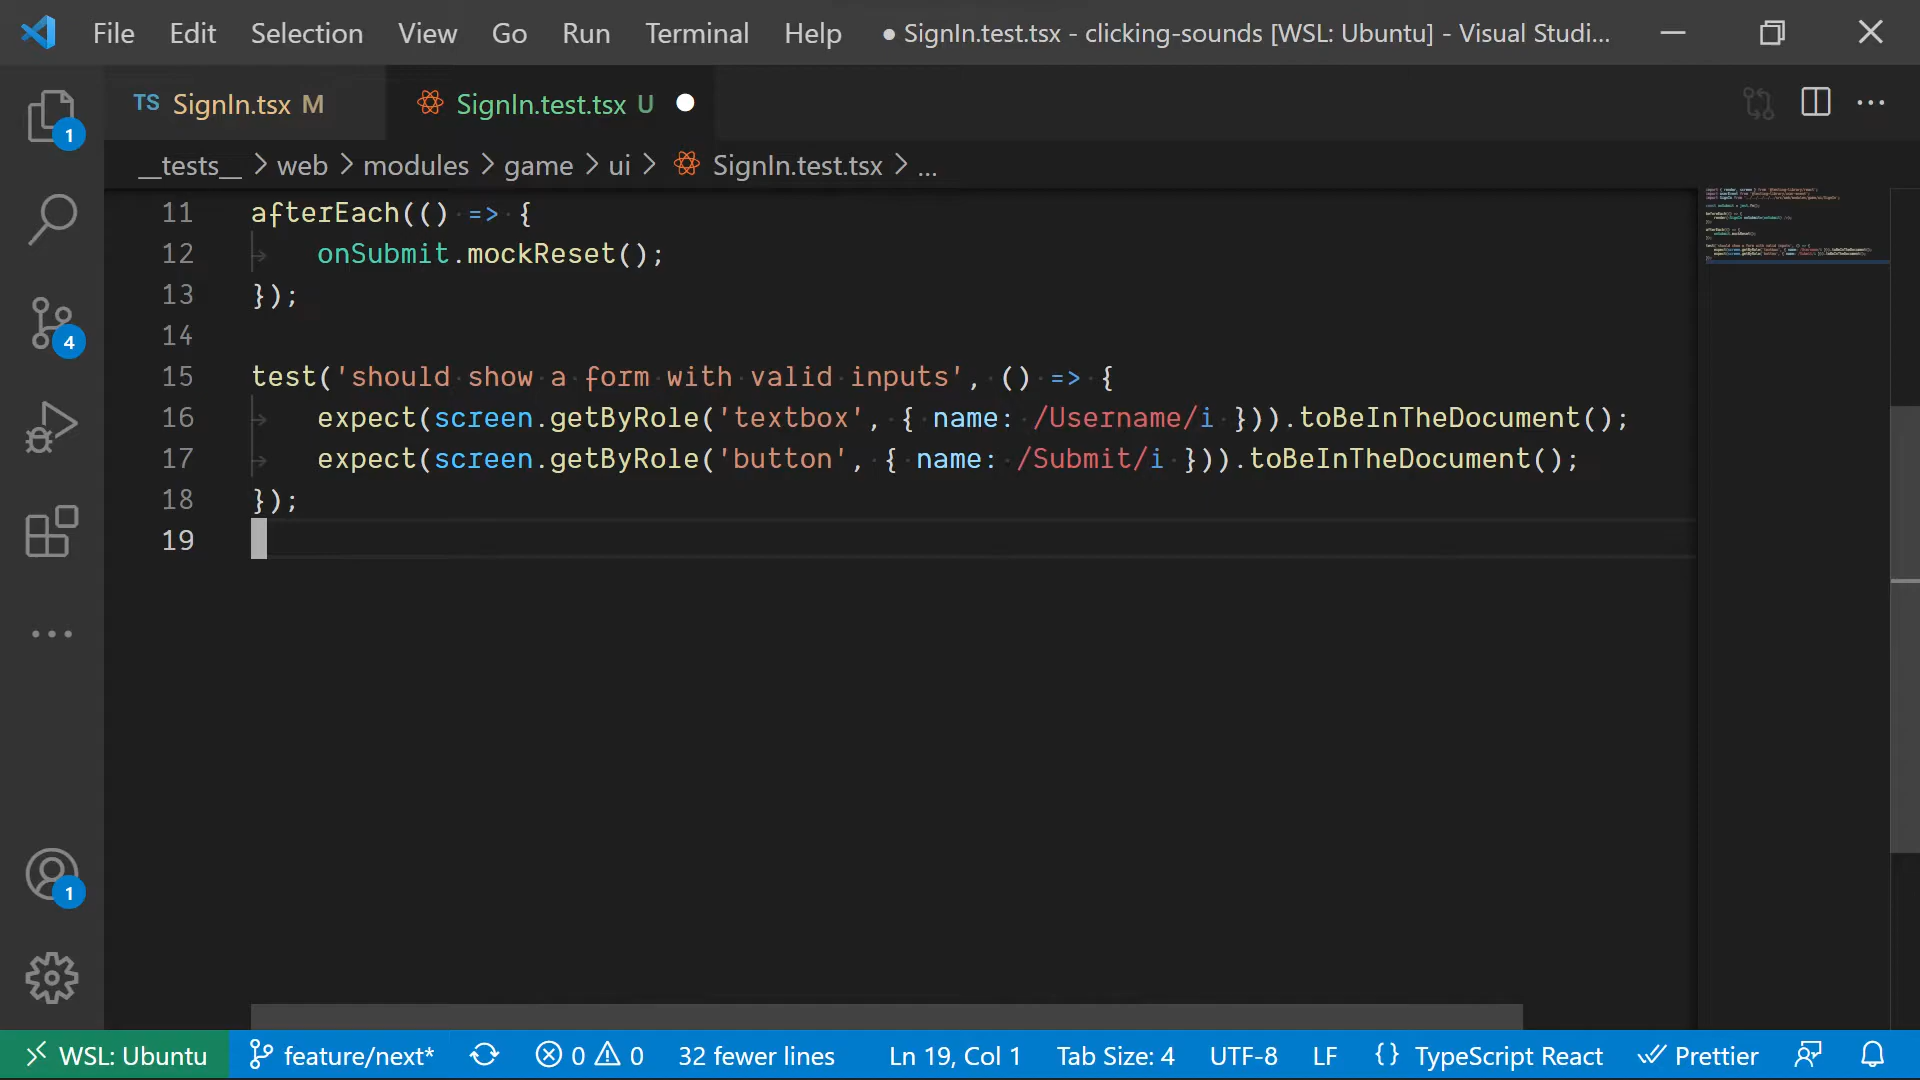 File Edit Selection View Go Run Terminal Help ● SignIn.test.tsx - clicking-sounds [WSL: Ubuntu] - Visual Studi...
TS SignIn.tsx M SignIn.test.tsx U
__tests__ > web > modules > game > ui > SignIn.test.tsx > ...
11 afterEach(() => {
12 onSubmit.mockReset();
13 });
14
15 test('should show a form with valid inputs', () => {
16 expect(screen.getByRole('textbox', { name: /Username/i })).toBeInTheDocument();
17 expect(screen.getByRole('button', { name: /Submit/i })).toBeInTheDocument();
18 });
19
1
4
1
WSL: Ubuntu feature/next* 0 0 32 fewer lines Ln 19, Col 1 Tab Size: 4 UTF-8 LF {} TypeScript React Prettier